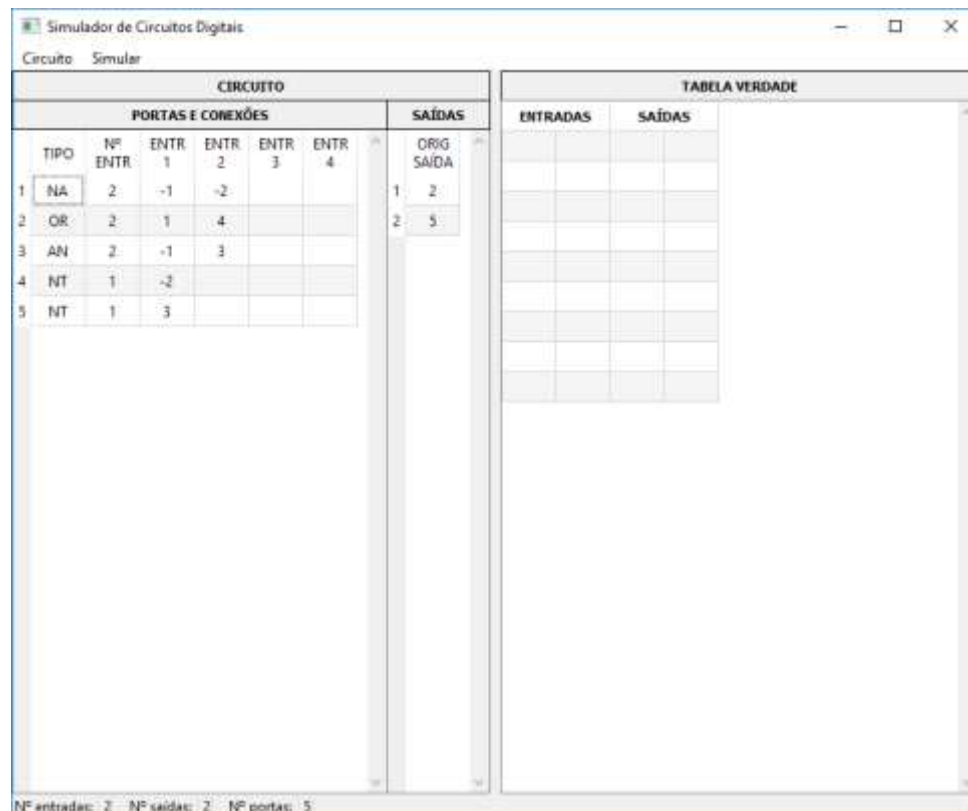 Simulador de Circuitos Digitais
Circuito Simular
CIRCUITO
PORTAS E CONEXÕES SAÍDAS
TIPO Nº ENTR ENTR 1 ENTR 2 ENTR 3 ENTR 4 ORIG SAÍDA
1 NA 2 -1 -2 1 2
2 OR 2 1 4 2 5
3 AN 2 -1 3
4 NT 1 -2
5 NT 1 3
TABELA VERDADE
ENTRADAS SAÍDAS
Nº entradas: 2 Nº saídas: 2 Nº portas: 5